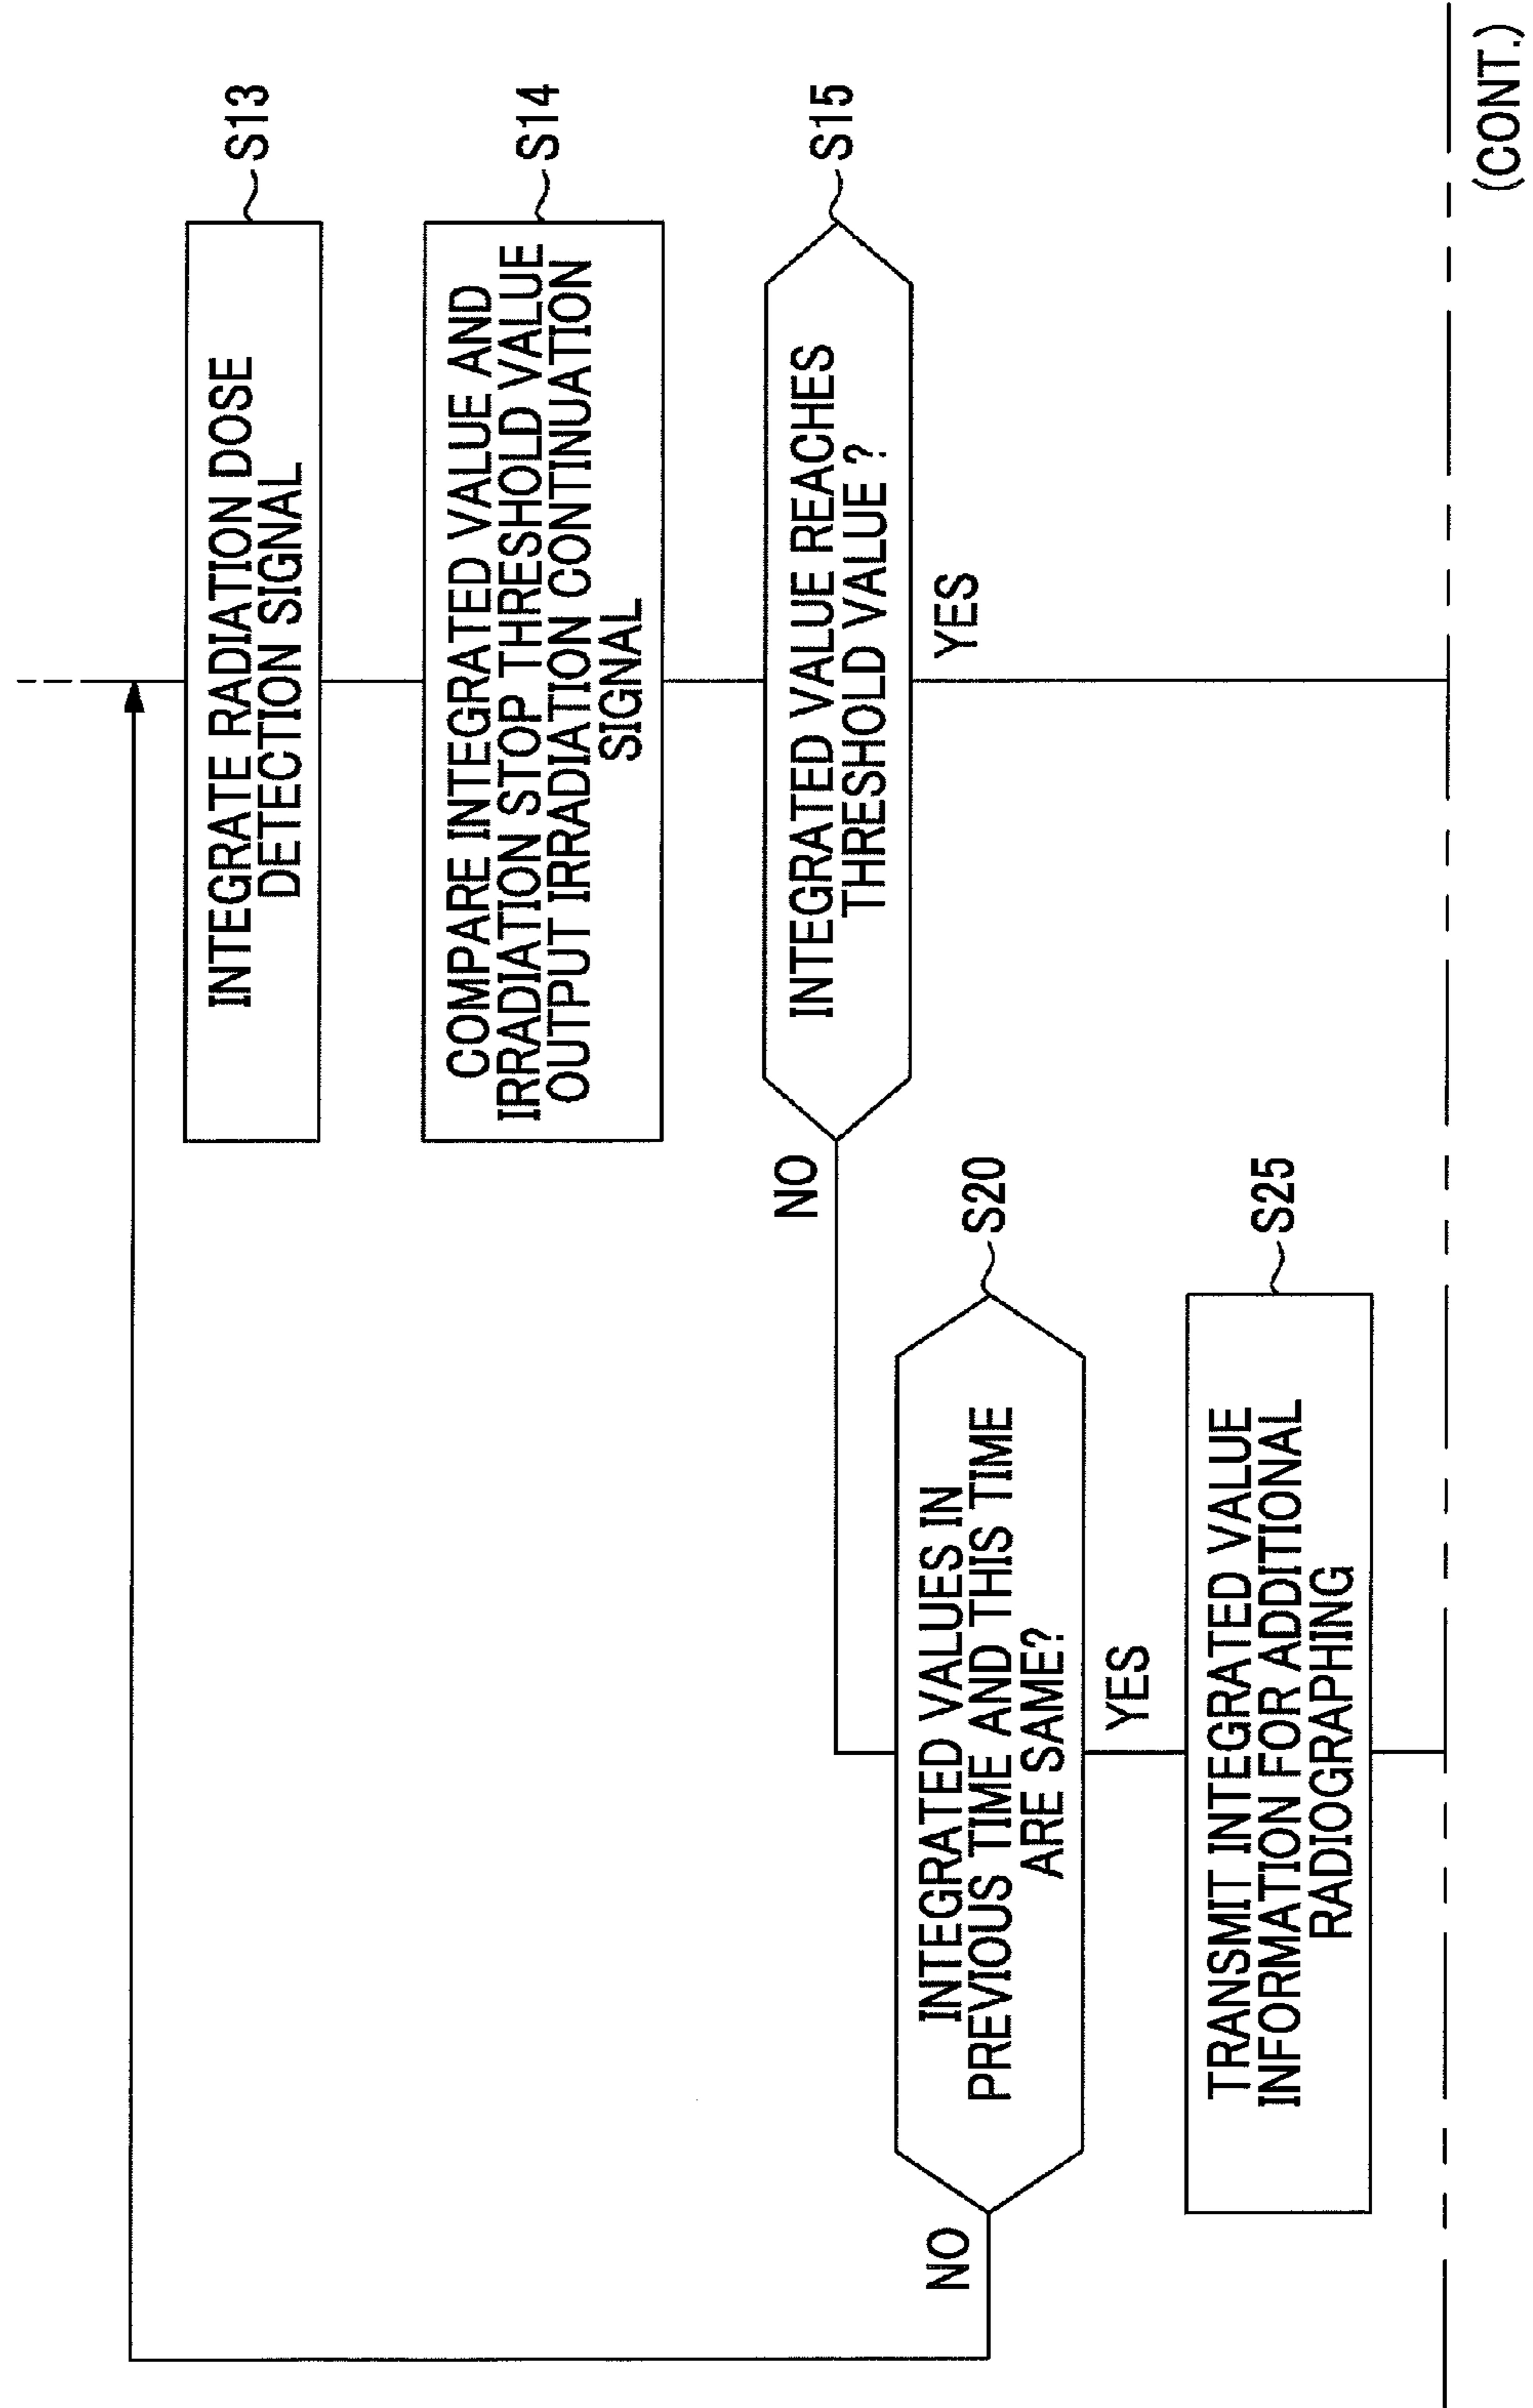 INTEGRATE RADIATION DOSE
DETECTION SIGNAL
S13
COMPARE INTEGRATED VALUE AND
IRRADIATION STOP THRESHOLD VALUE
OUTPUT IRRADIATION CONTINUATION
SIGNAL
S14
INTEGRATED VALUE REACHES
THRESHOLD VALUE ?
S15
NO
YES
INTEGRATED VALUES IN
PREVIOUS TIME AND THIS TIME
ARE SAME?
S20
NO
YES
TRANSMIT INTEGRATED VALUE
INFORMATION FOR ADDITIONAL
RADIOGRAPHING
S25
(CONT.)